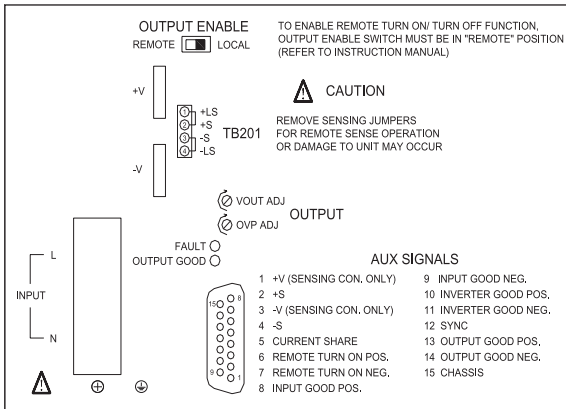 OUTPUT ENABLE
REMOTE LOCAL
TO ENABLE REMOTE TURN ON/ TURN OFF FUNCTION,
OUTPUT ENABLE SWITCH MUST BE IN "REMOTE" POSITION
(REFER TO INSTRUCTION MANUAL)
CAUTION
REMOVE SENSING JUMPERS
FOR REMOTE SENSE OPERATION
OR DAMAGE TO UNIT MAY OCCUR
+V
-V
1 +LS
2 +S
3 -S
4 -LS
TB201
VOUT ADJ
OVP ADJ
OUTPUT
FAULT
OUTPUT GOOD
L
INPUT
N
15 8
9 1
AUX SIGNALS
1 +V (SENSING CON. ONLY)
2 +S
3 -V (SENSING CON. ONLY)
4 -S
5 CURRENT SHARE
6 REMOTE TURN ON POS.
7 REMOTE TURN ON NEG.
8 INPUT GOOD POS.
9 INPUT GOOD NEG.
10 INVERTER GOOD POS.
11 INVERTER GOOD NEG.
12 SYNC
13 OUTPUT GOOD POS.
14 OUTPUT GOOD NEG.
15 CHASSIS